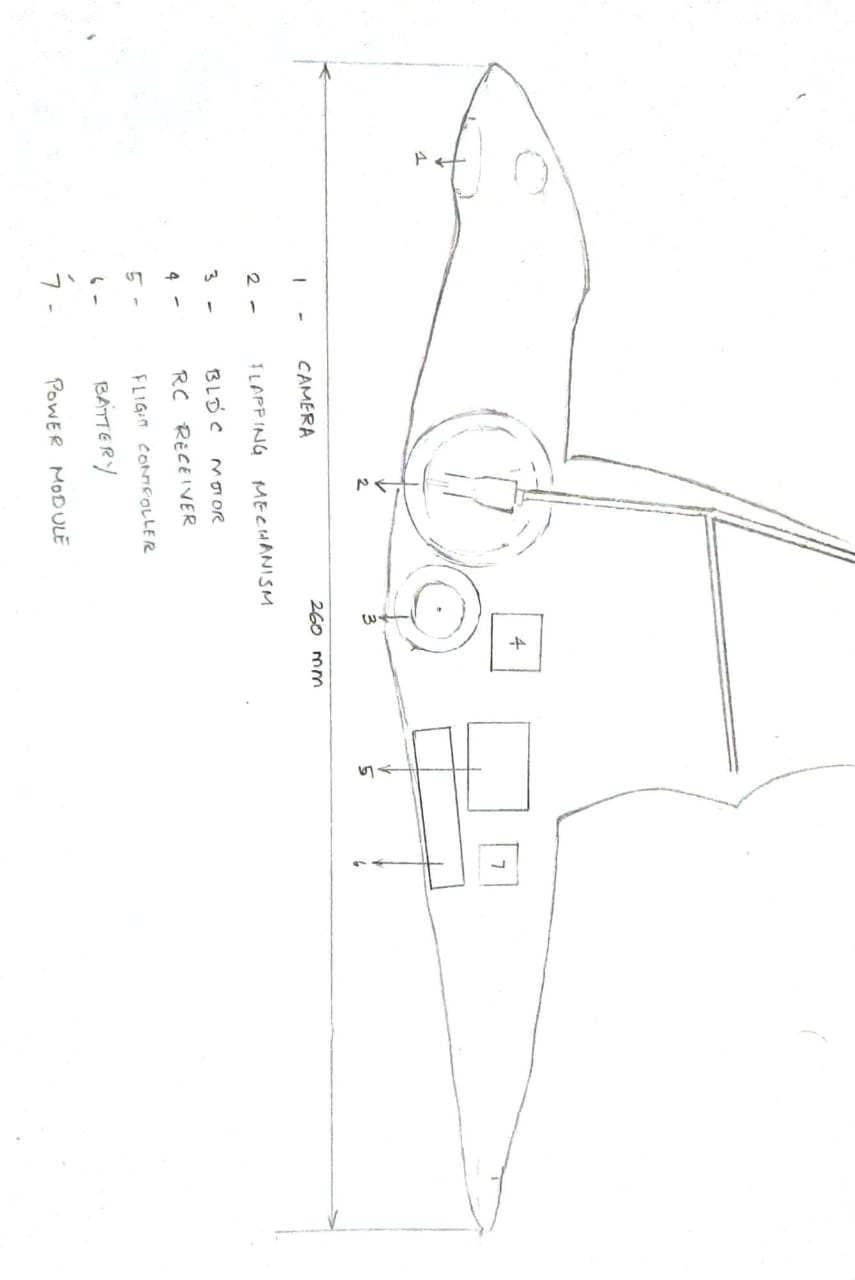 1
2
3
4
5
7
6
260 mm
1 - CAMERA
2 - FLAPPING MECHANISM
3 - BLDC MOTOR
4 - RC RECEIVER
5 - FLIGHT CONTROLLER
6 - BATTERY
7 - POWER MODULE